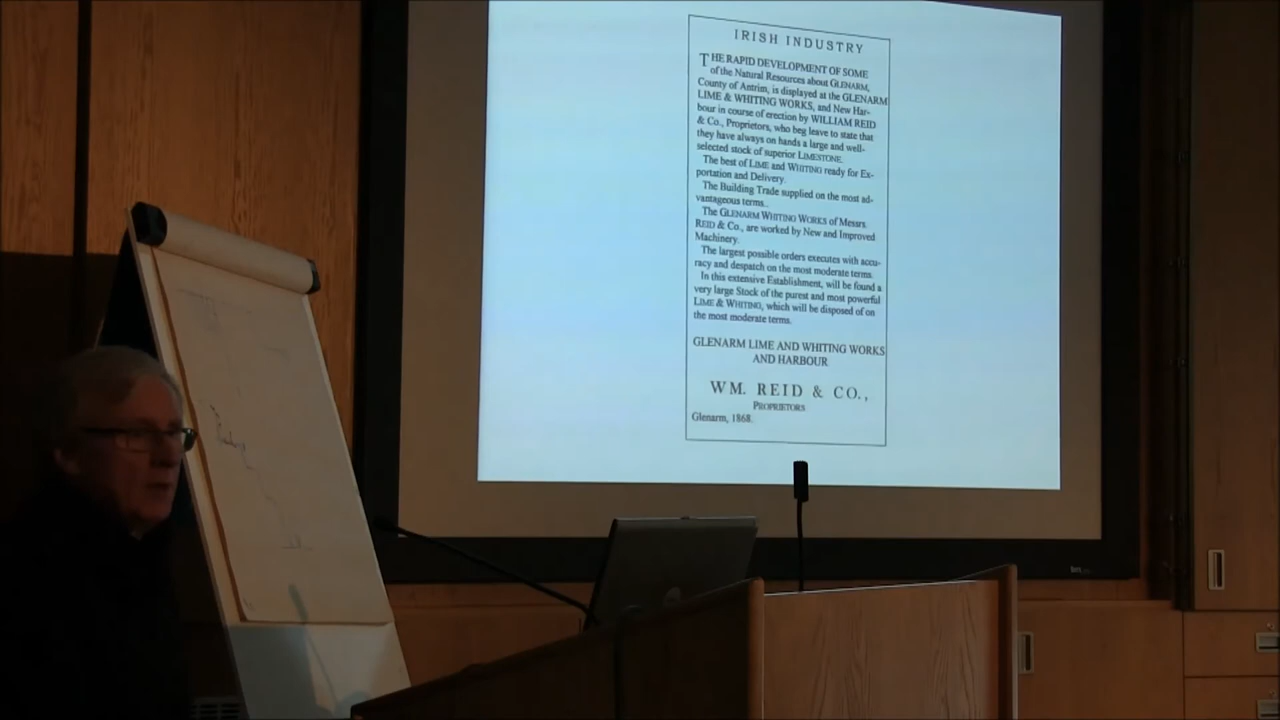 IRISH INDUSTRY
THE RAPID DEVELOPMENT OF SOME
of the Natural Resources about GLENARM,
County of Antrim, is displayed at the GLENARM
LIME & WHITING WORKS, and New Har-
bour in course of erection by WILLIAM REID
& Co., Proprietors, who beg leave to state that
they have always on hands a large and well-
selected stock of superior LIMESTONE.
The best of LIME and WHITING ready for Ex-
portation and Delivery.
The Building Trade supplied on the most ad-
vantageous terms..
The GLENARM WHITING WORKS of Messrs.
REID & Co., are worked by New and Improved
Machinery.
The largest possible orders executes with accu-
racy and despatch on the most moderate terms.
In this extensive Establishment, will be found a
very large Stock of the purest and most powerful
LIME & WHITING, which will be disposed of on
the most moderate terms.
GLENARM LIME AND WHITING WORKS
AND HARBOUR
WM. REID & CO.,
PROPRIETORS
Glenarm, 1868.